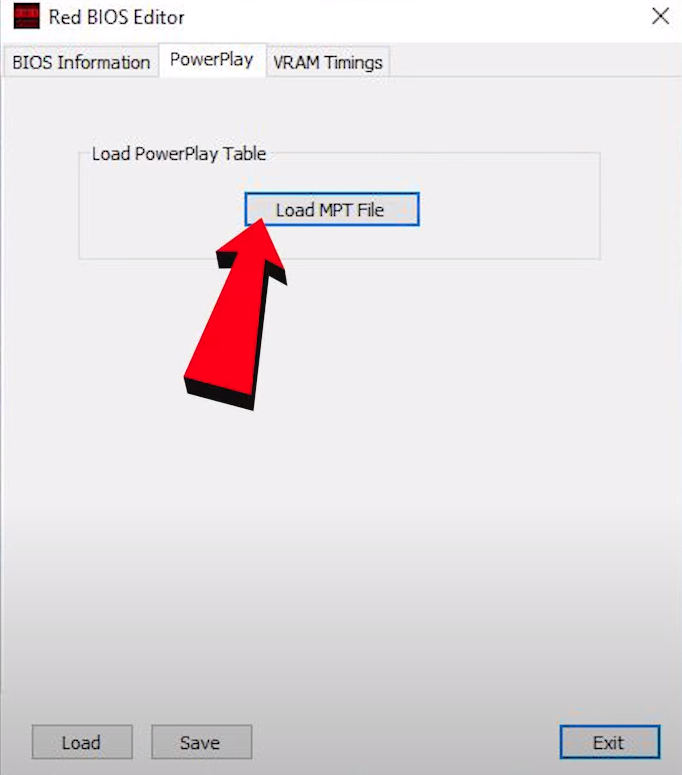 Red BIOS Editor
BIOS Information PowerPlay VRAM Timings
Load PowerPlay Table
Load MPT File
Load Save Exit